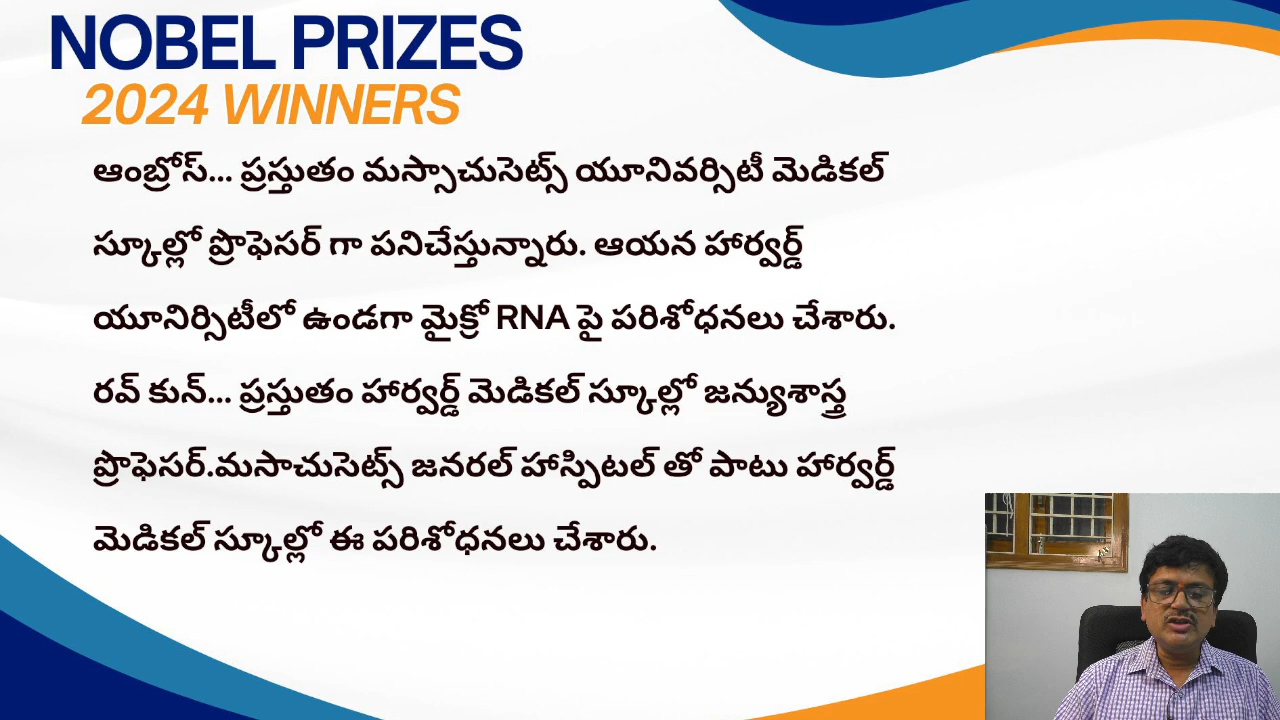 NOBEL PRIZES
2024 WINNERS
ఆంబ్రోస్... ప్రస్తుతం మస్సాచుసెట్స్ యూనివర్సిటీ మెడికల్
స్కూల్లో ప్రొఫెసర్ గా పనిచేస్తున్నారు. ఆయన హార్వర్డ్
యూనిర్సిటీలో ఉండగా మైక్రో RNA పై పరిశోధనలు చేశారు.
రవ్ కున్... ప్రస్తుతం హార్వర్డ్ మెడికల్ స్కూల్లో జన్యుశాస్త్ర
ప్రొఫెసర్.మసాచుసెట్స్ జనరల్ హాస్పిటల్ తో పాటు హార్వర్డ్
మెడికల్ స్కూల్లో ఈ పరిశోధనలు చేశారు.